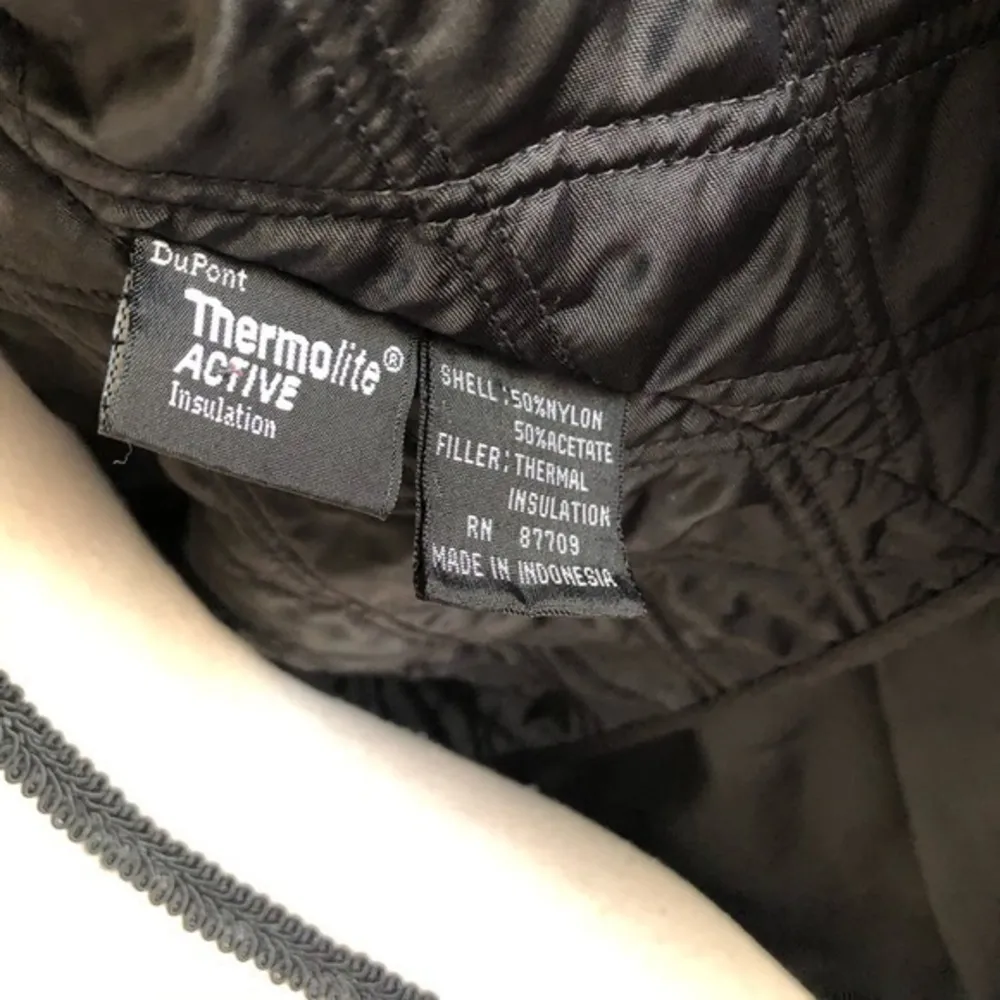 DuPont
Thermolite®
ACTIVE
Insulation
SHELL:50%NYLON
50%ACETATE
FILLER:THERMAL
INSULATION
RN 87709
MADE IN INDONESIA